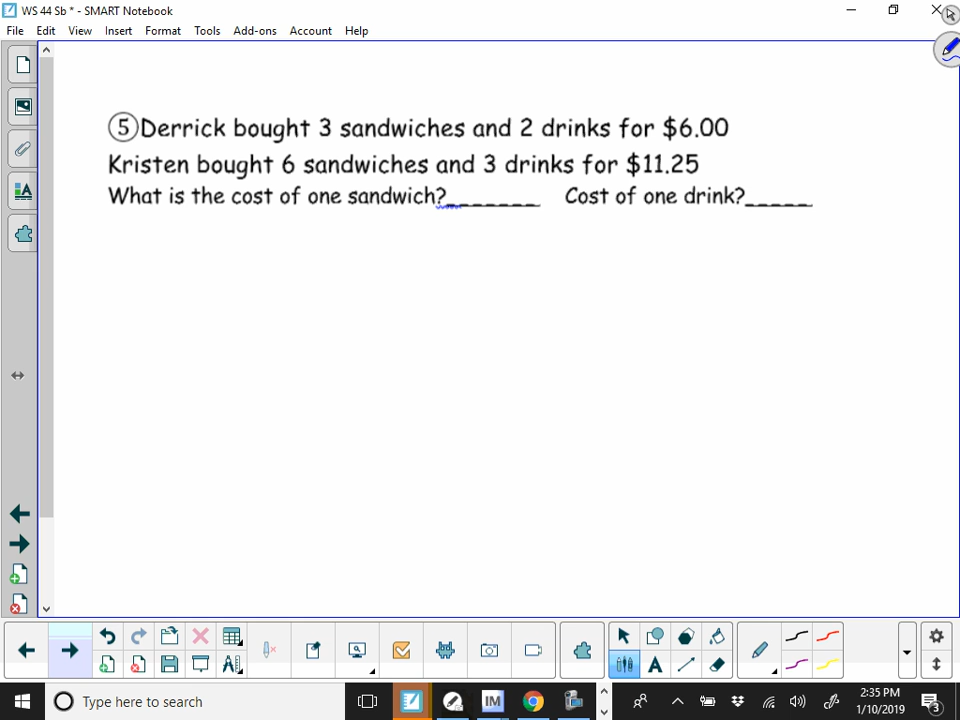 WS 44 Sb * - SMART Notebook
File Edit View Insert Format Tools Add-ons Account Help
⑤Derrick bought 3 sandwiches and 2 drinks for $6.00
Kristen bought 6 sandwiches and 3 drinks for $11.25
What is the cost of one sandwich?_______ Cost of one drink?_____
A
A
Type here to search
IM
2:35 PM
1/10/2019
3